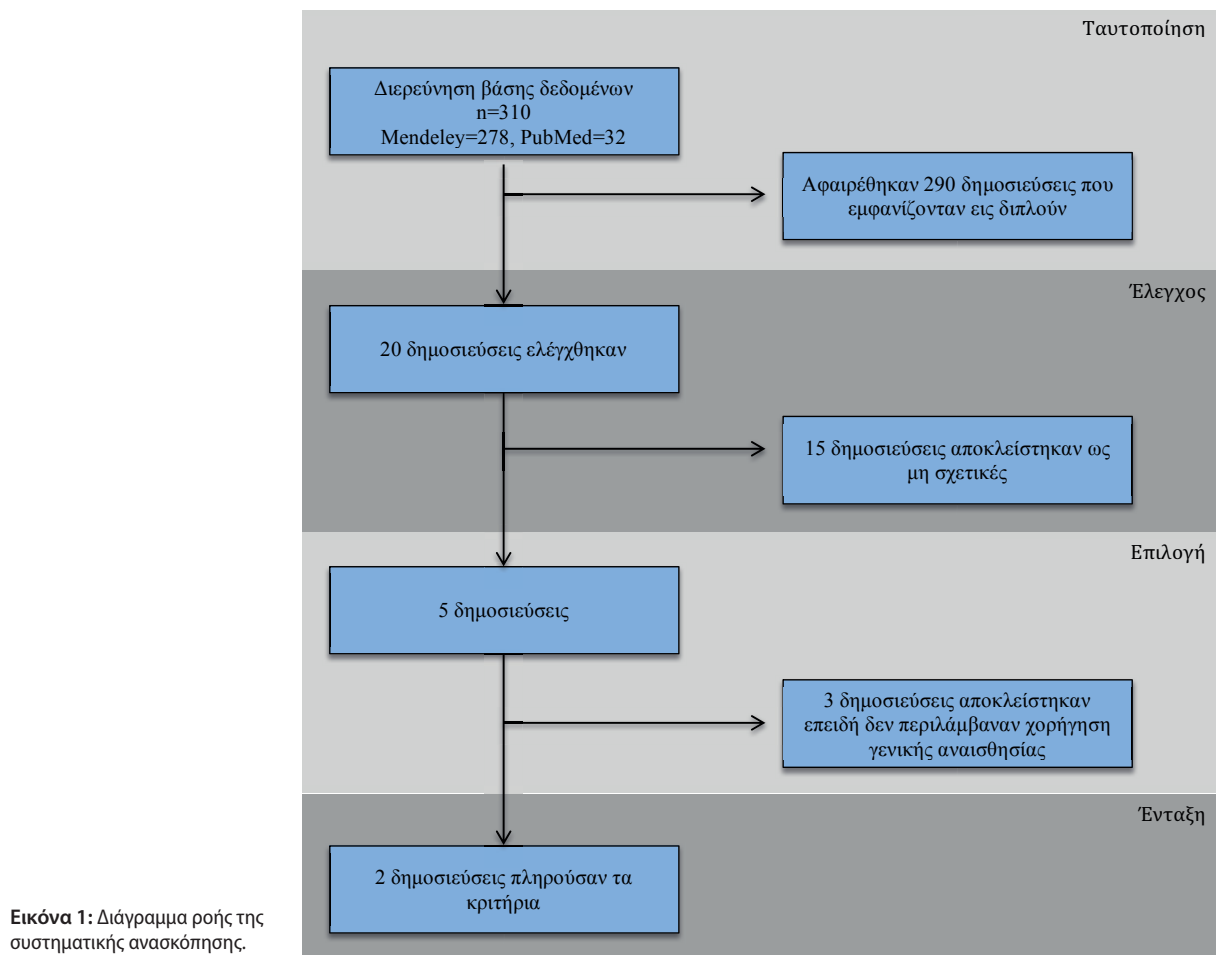 Ταυτοποίηση
Διερεύνηση βάσης δεδομένων
n=310
Mendeley=278, PubMed=32
Αφαιρέθηκαν 290 δημοσιεύσεις που
εμφανίζονταν εις διπλούν
Έλεγχος
20 δημοσιεύσεις ελέγχθηκαν
15 δημοσιεύσεις αποκλείστηκαν ως
μη σχετικές
Επιλογή
5 δημοσιεύσεις
3 δημοσιεύσεις αποκλείστηκαν
επειδή δεν περιλάμβαναν χορήγηση
γενικής αναισθησίας
Ένταξη
2 δημοσιεύσεις πληρούσαν τα
κριτήρια
Εικόνα 1: Διάγραμμα ροής της
συστηματικής ανασκόπησης.